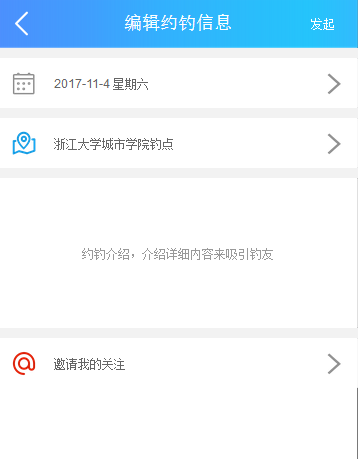 编辑约钓信息 发起
2017-11-4 星期六
浙江大学城市学院钓点
约钓介绍，介绍详细内容来吸引钓友
邀请我的关注